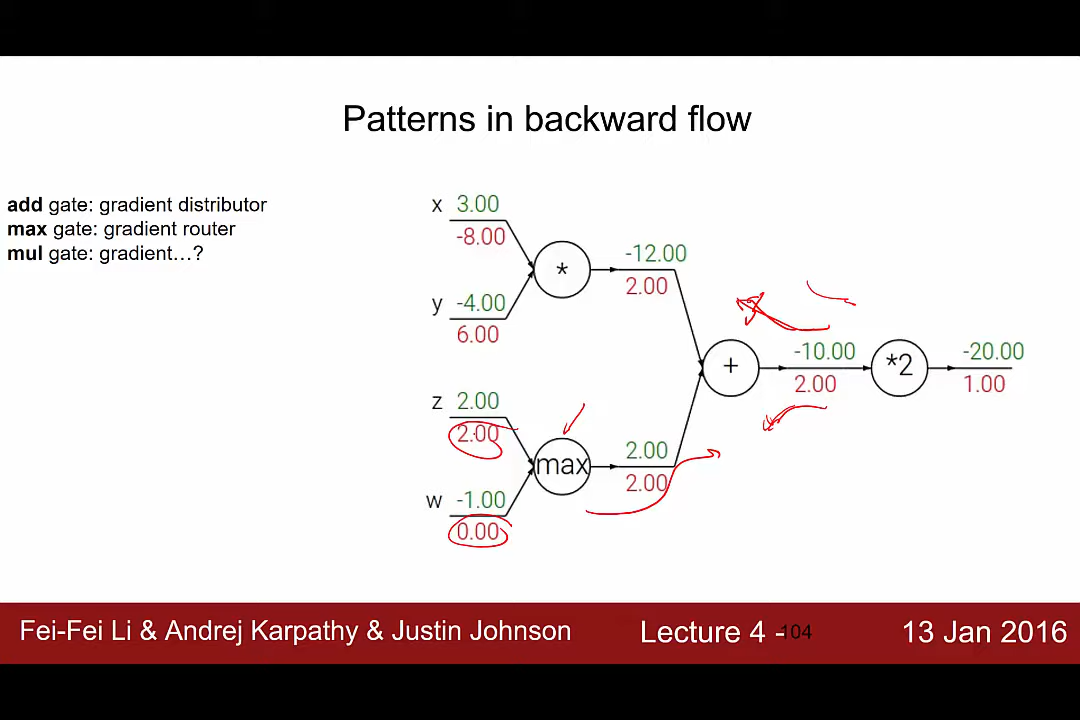 Patterns in backward flow
add gate: gradient distributor
max gate: gradient router
mul gate: gradient…?
x 3.00
-8.00
y -4.00
6.00
*
-12.00
2.00
z 2.00
2.00
w -1.00
0.00
max
2.00
2.00
+
-10.00
2.00
*2
-20.00
1.00
Fei-Fei Li & Andrej Karpathy & Justin Johnson
Lecture 4 - 104
13 Jan 2016